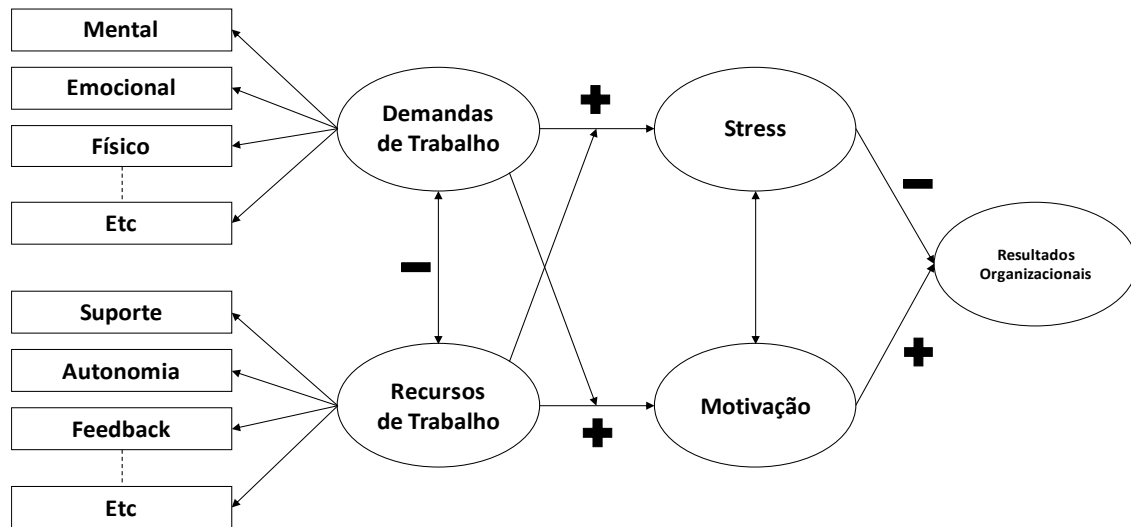 Mental
Emocional
Físico
Etc
Suporte
Autonomia
Feedback
Etc
Demandas
de Trabalho
Recursos
de Trabalho
Stress
Motivação
Resultados
Organizacionais
+
−
+
−
+